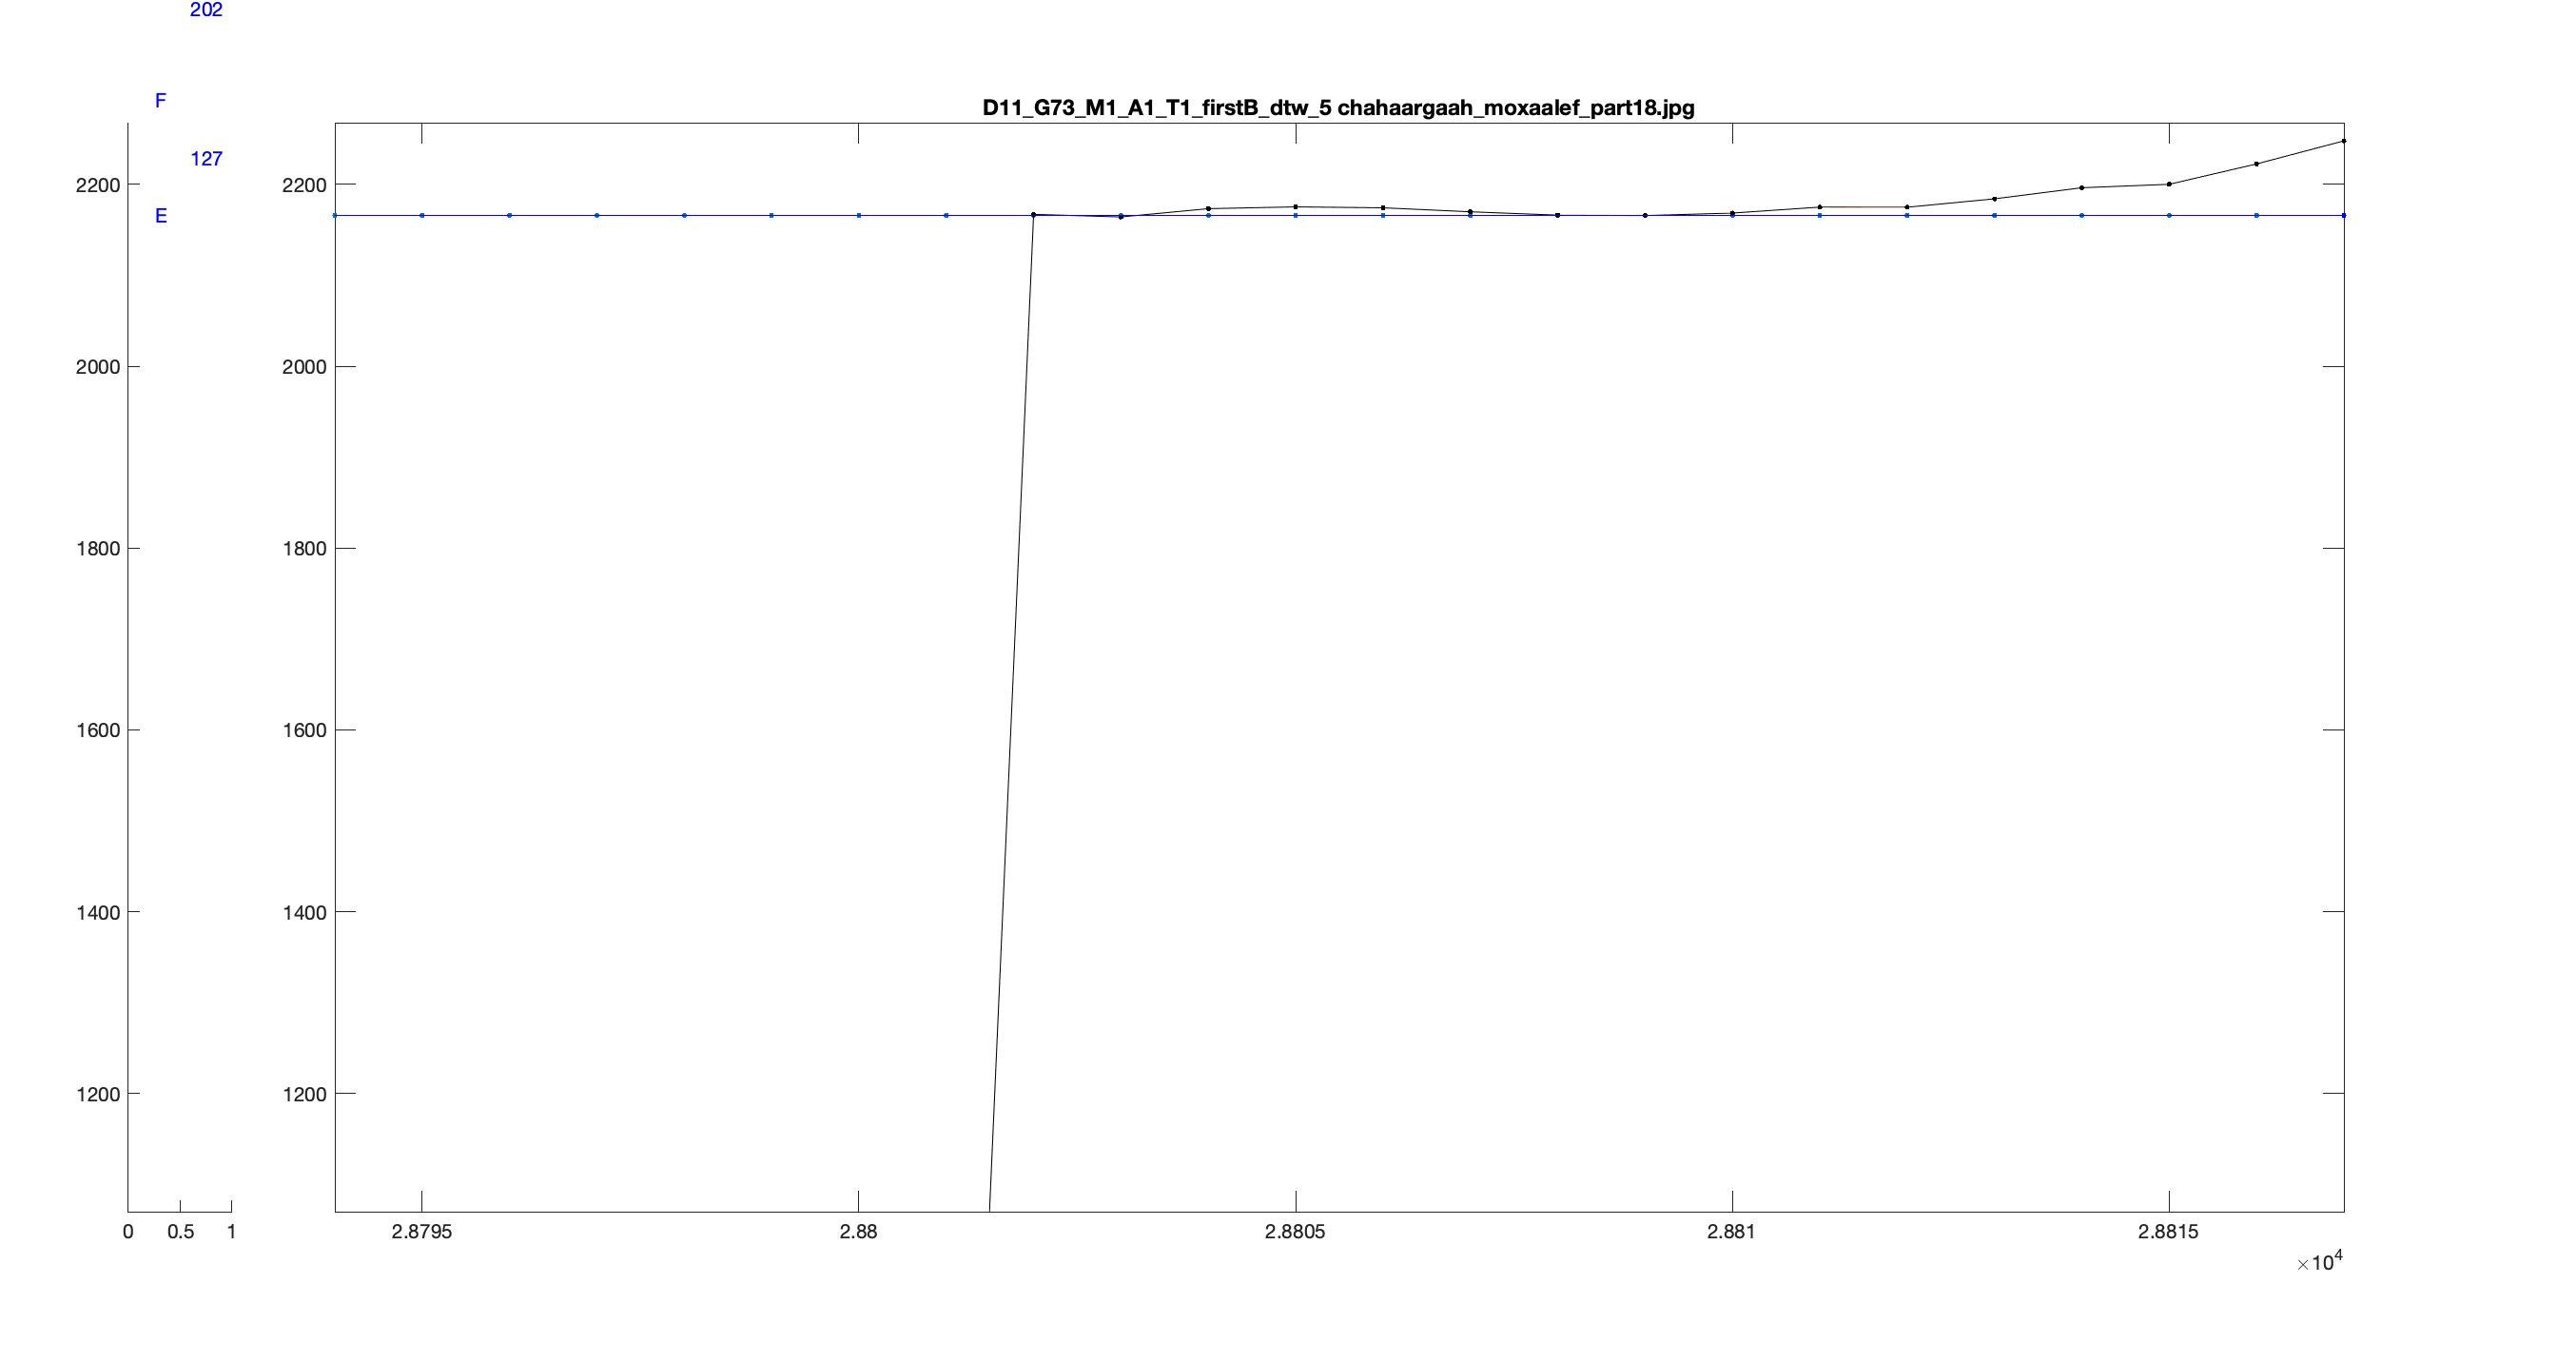 202
F
D11_G73_M1_A1_T1_firstB_dtw_5 chahaargaah_moxaalef_part18.jpg
127
2200 2200
E
2000 2000
1800 1800
1600 1600
1400 1400
1200 1200
0 0.5 1 2.8795 2.88 2.8805 2.881 2.8815
×10⁴